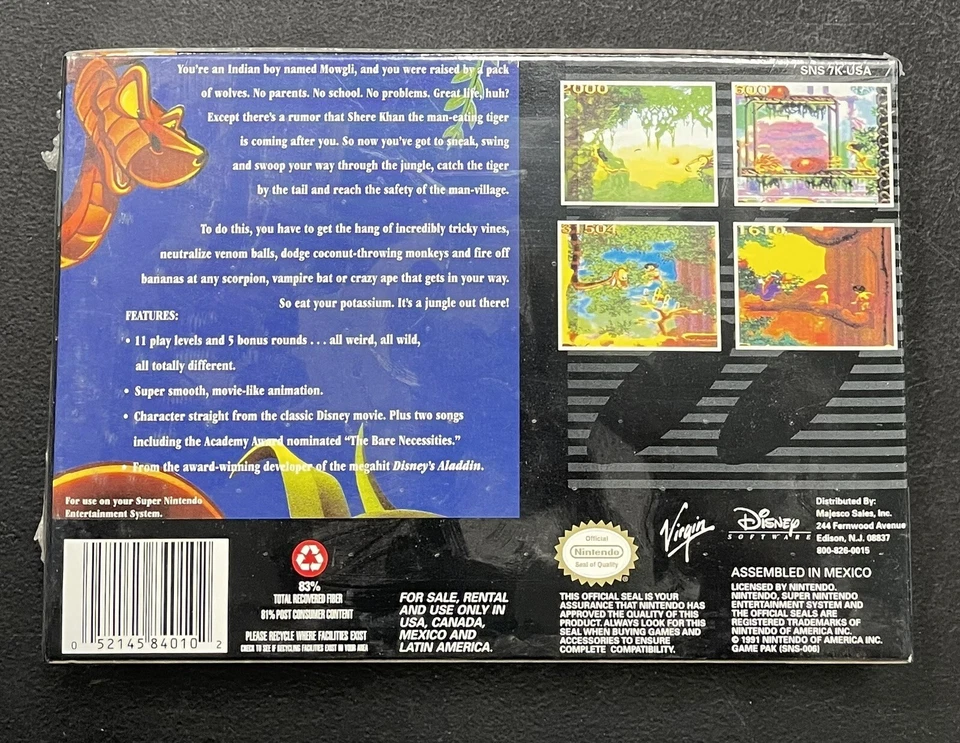 You're an Indian boy named Mowgli, and you were raised by a pack
of wolves. No parents. No school. No problems. Great life, huh?
Except there's a rumor that Shere Khan the man-eating tiger
is coming after you. So now you've got to sneak, swing
and swoop your way through the jungle, catch the tiger
by the tail and reach the safety of the man-village.
To do this, you have to get the hang of incredibly tricky vines,
neutralize venom balls, dodge coconut-throwing monkeys and fire off
bananas at any scorpion, vampire bat or crazy ape that gets in your way.
So eat your potassium. It's a jungle out there!
FEATURES:
• 11 play levels and 5 bonus rounds . . . all weird, all wild,
all totally different.
• Super smooth, movie-like animation.
• Character straight from the classic Disney movie. Plus two songs
including the Academy Award nominated "The Bare Necessities."
• From the award-winning developer of the megahit Disney's Aladdin.
For use on your Super Nintendo
Entertainment System.
SNS 7K-USA
2000
600
31504
1610
0 52145 84010 2
83%
TOTAL RECOVERED FIBER
81% POST CONSUMER CONTENT
PLEASE RECYCLE WHERE FACILITIES EXIST
CHECK TO SEE IF RECYCLING FACILITIES EXIST IN YOUR AREA
FOR SALE, RENTAL
AND USE ONLY IN
USA, CANADA,
MEXICO AND
LATIN AMERICA.
Official
Nintendo
Seal of Quality
THIS OFFICIAL SEAL IS YOUR
ASSURANCE THAT NINTENDO HAS
APPROVED THE QUALITY OF THIS
PRODUCT. ALWAYS LOOK FOR THIS
SEAL WHEN BUYING GAMES AND
ACCESSORIES TO ENSURE
COMPLETE COMPATIBILITY.
Virgin
DISNEY
SOFTWARE
Distributed By:
Majesco Sales, Inc.
244 Fernwood Avenue
Edison, N.J. 08837
800-826-0015
ASSEMBLED IN MEXICO
LICENSED BY NINTENDO.
NINTENDO, SUPER NINTENDO
ENTERTAINMENT SYSTEM AND
THE OFFICIAL SEALS ARE
REGISTERED TRADEMARKS OF
NINTENDO OF AMERICA INC.
© 1991 NINTENDO OF AMERICA INC.
GAME PAK (SNS-006)